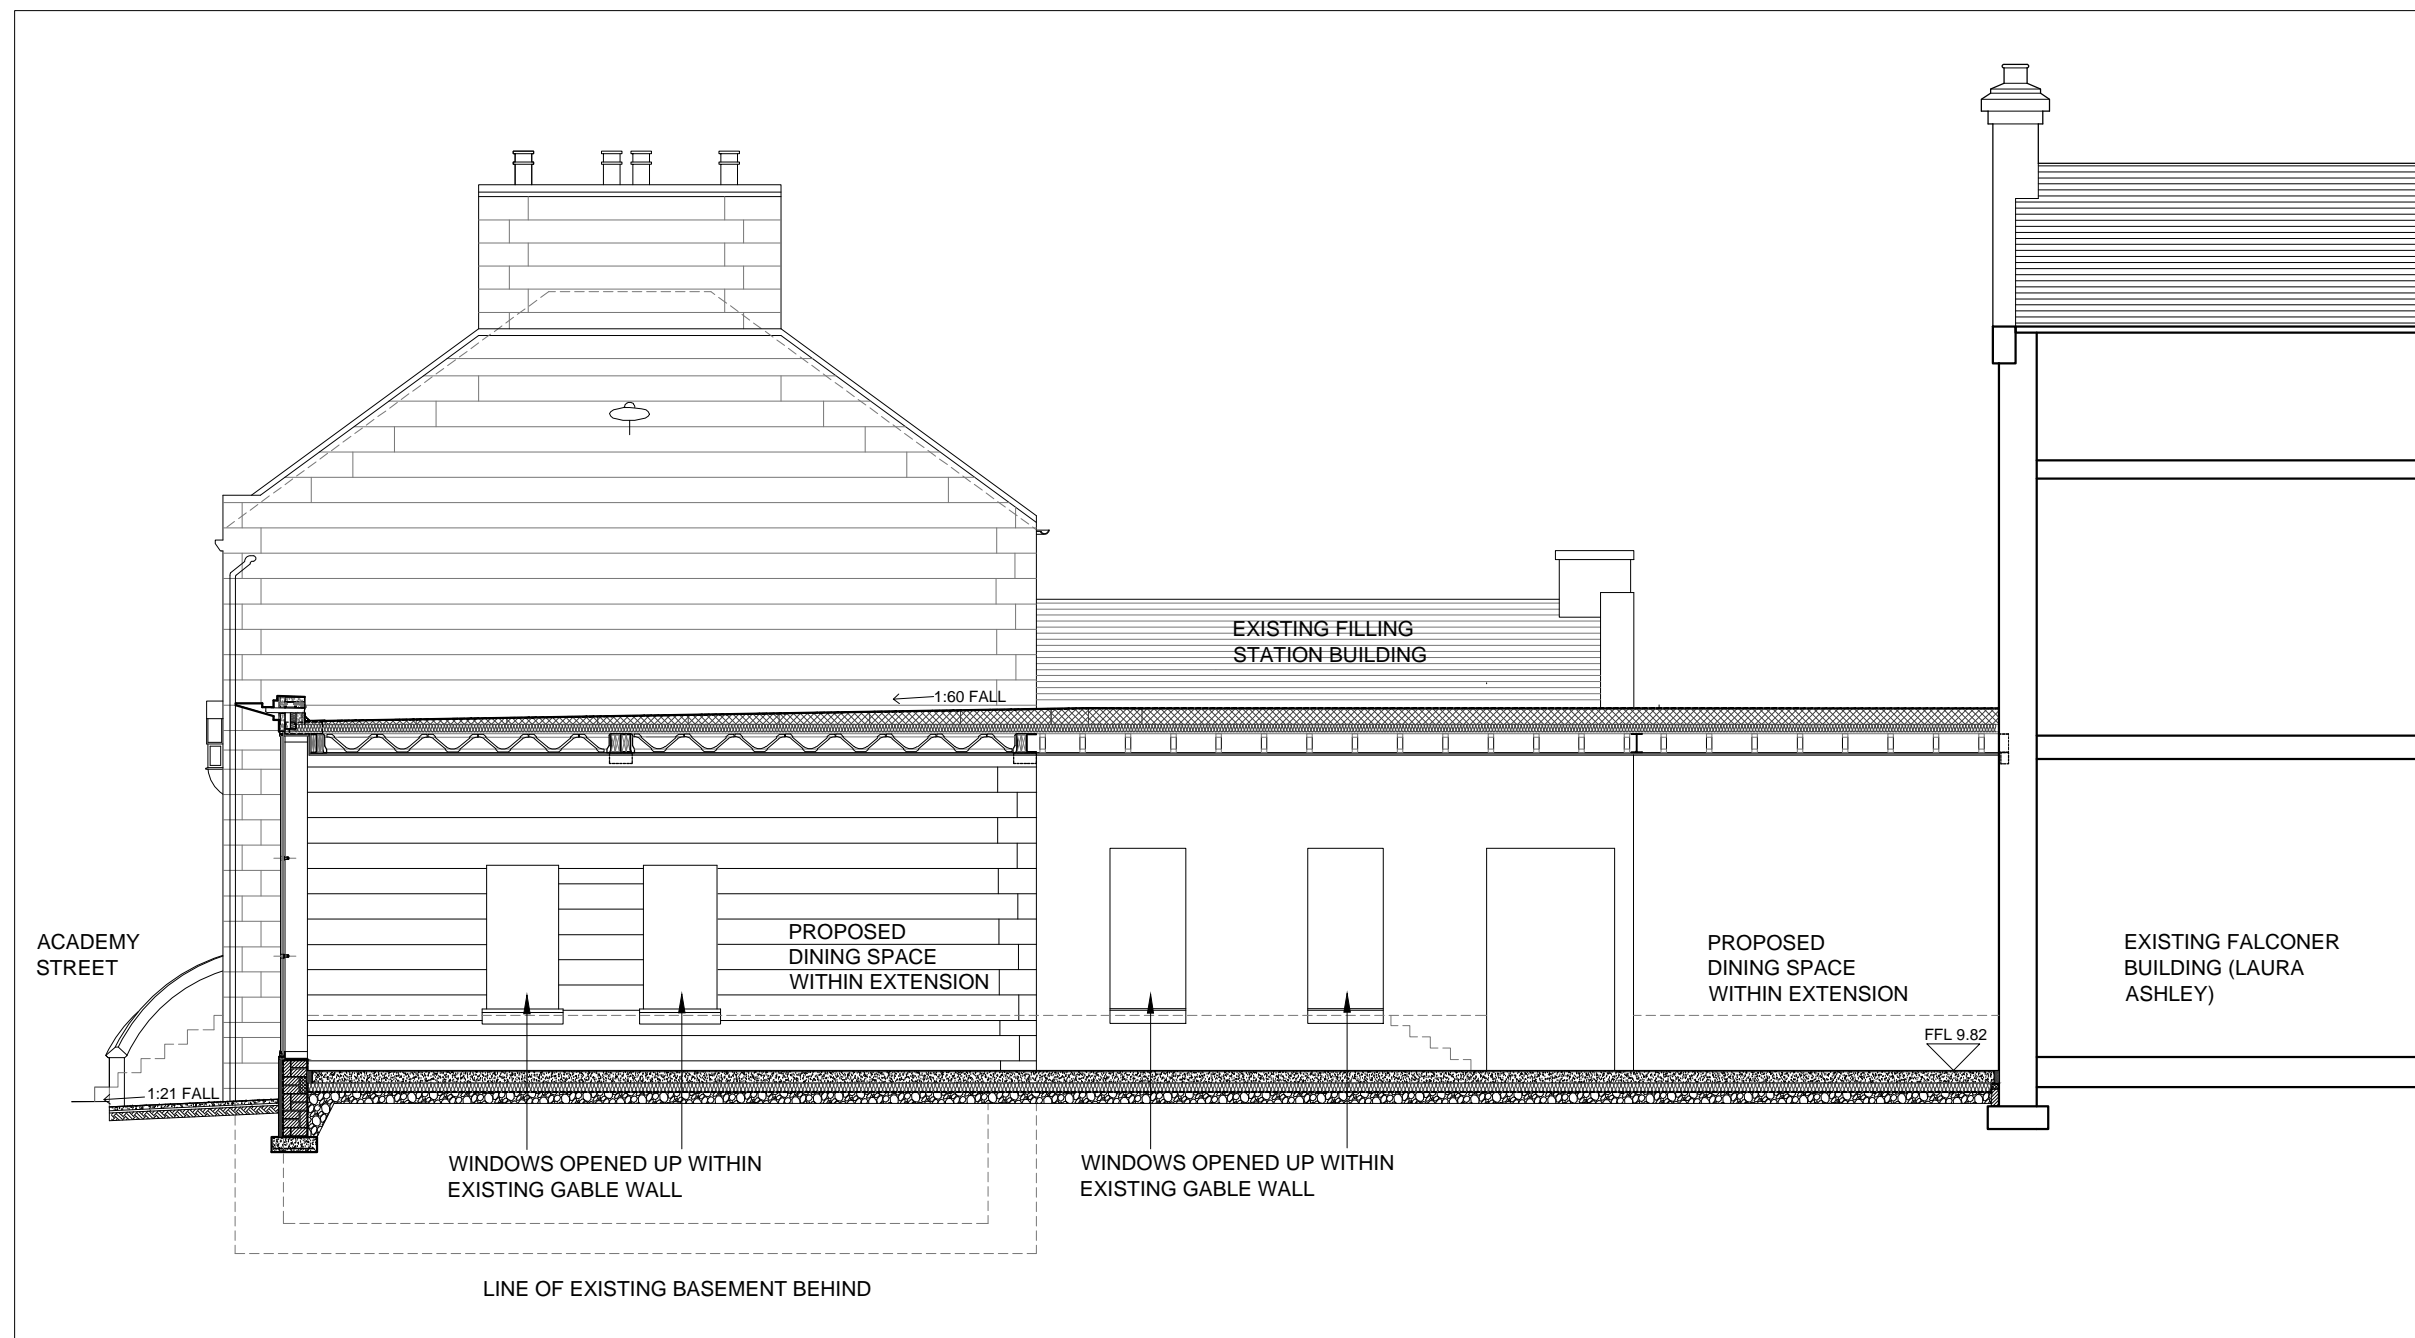 EXISTING FILLING
STATION BUILDING
1:60 FALL
ACADEMY
STREET
PROPOSED
DINING SPACE
WITHIN EXTENSION
PROPOSED
DINING SPACE
WITHIN EXTENSION
EXISTING FALCONER
BUILDING (LAURA
ASHLEY)
FFL 9.82
1:21 FALL
WINDOWS OPENED UP WITHIN
EXISTING GABLE WALL
WINDOWS OPENED UP WITHIN
EXISTING GABLE WALL
LINE OF EXISTING BASEMENT BEHIND